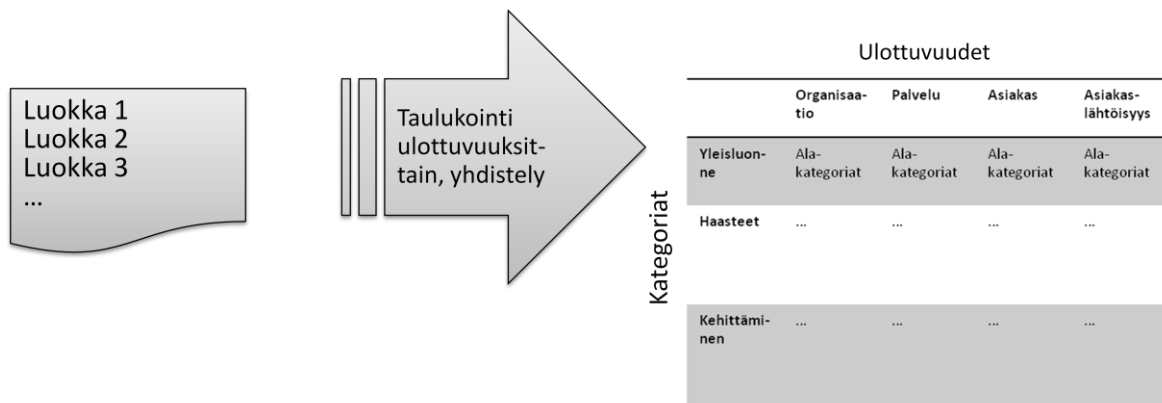 Luokka 1
Luokka 2
Luokka 3
...
Taulukointi
ulottuvuuksit-
tain, yhdistely
Ulottuvuudet
Kategoriat
Organisaa-
tio
Palvelu
Asiakas
Asiakas-
lähtöisyys
Yleisluon-
ne
Ala-
kategoriat
Ala-
kategoriat
Ala-
kategoriat
Ala-
kategoriat
Haasteet
...
...
...
...
Kehittämi-
nen
...
...
...
...